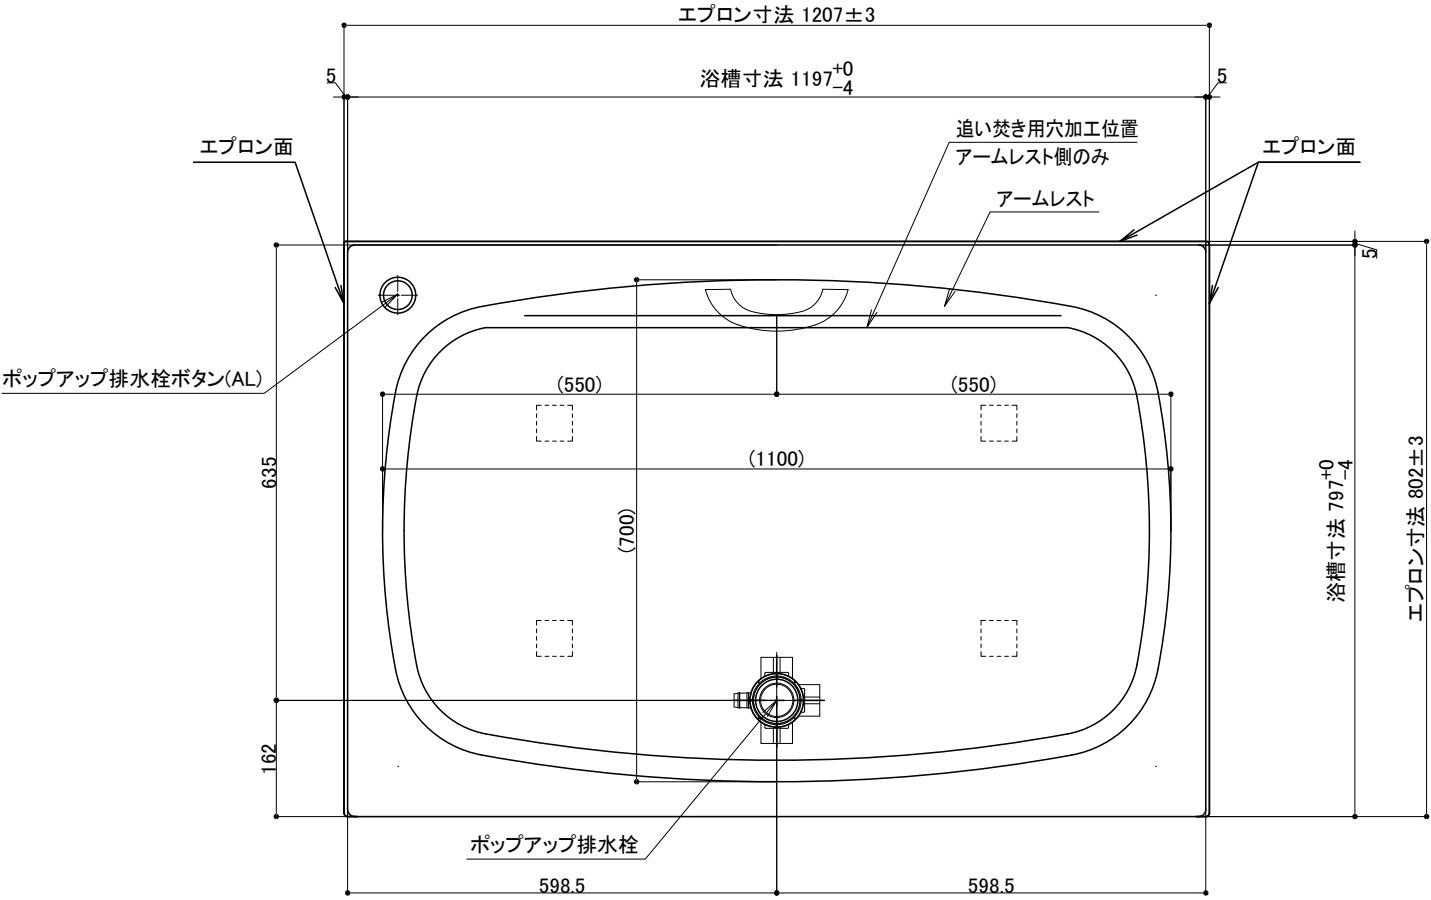 エプロン寸法 1207±3
5
浴槽寸法 1197 +0 -4
5
エプロン面
追い焚き用穴加工位置
アームレスト側のみ
エプロン面
アームレスト
5
ポップアップ排水栓ボタン(AL)
(550)
(550)
(1100)
635
(700)
浴槽寸法 797 +0 -4
エプロン寸法 802±3
162
ポップアップ排水栓
598.5
598.5